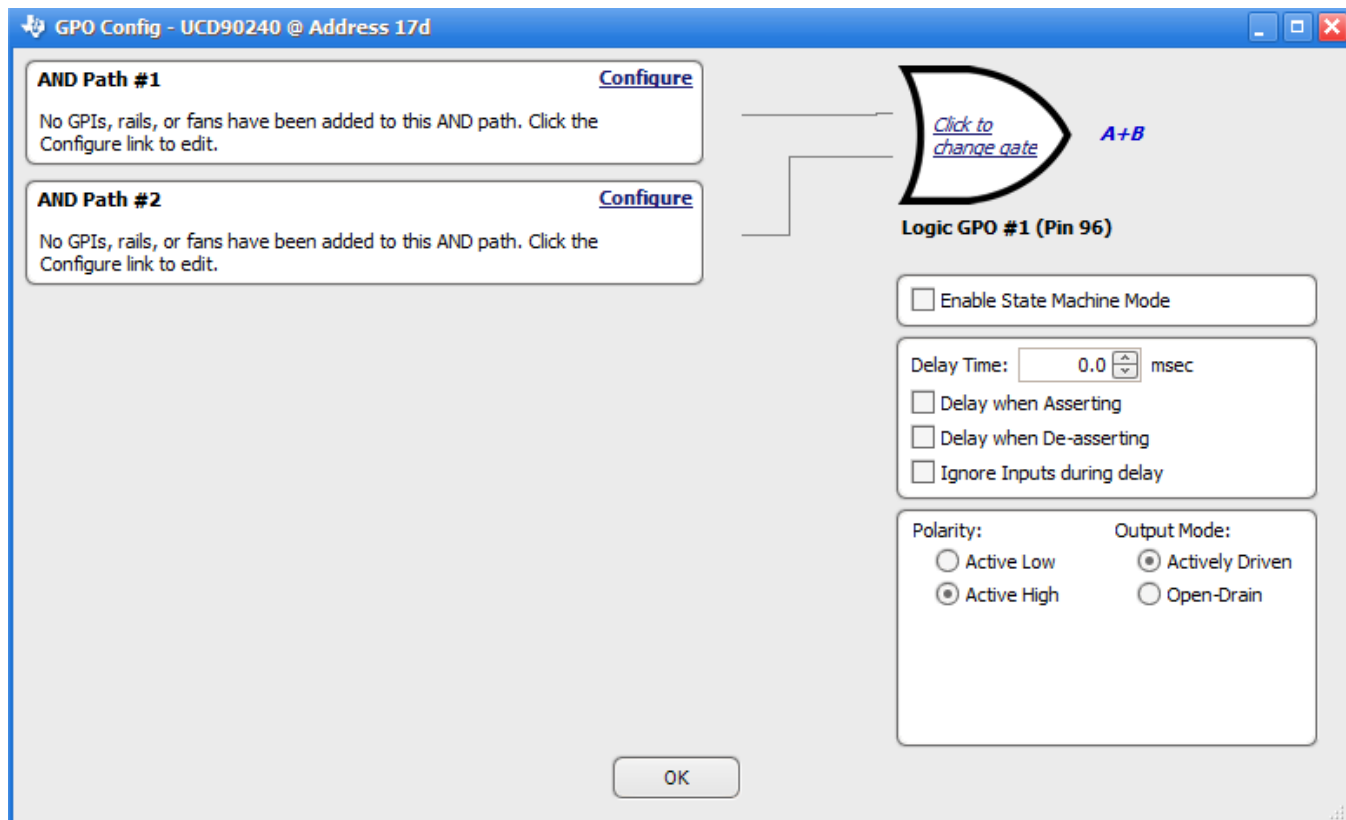 GPO Config - UCD90240 @ Address 17d
AND Path #1
Configure
No GPIs, rails, or fans have been added to this AND path. Click the
Configure link to edit.
AND Path #2
Configure
No GPIs, rails, or fans have been added to this AND path. Click the
Configure link to edit.
Click to
change gate
A+B
Logic GPO #1 (Pin 96)
Enable State Machine Mode
Delay Time: 0.0 msec
Delay when Asserting
Delay when De-asserting
Ignore Inputs during delay
Polarity:
Active Low
Active High
Output Mode:
Actively Driven
Open-Drain
OK